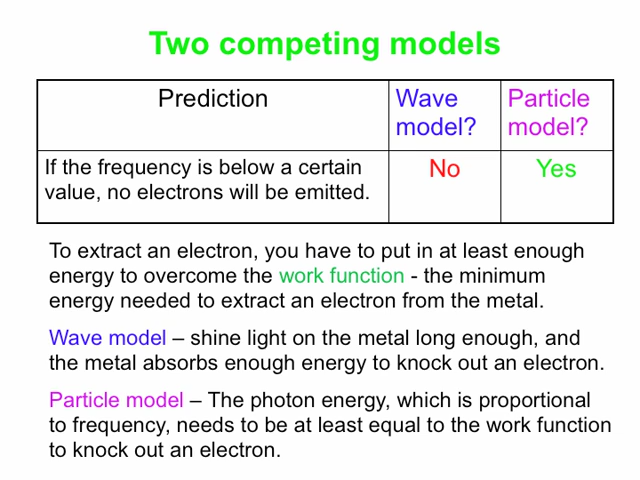 Two competing models
Prediction
Wave model?
Particle model?
If the frequency is below a certain
value, no electrons will be emitted.
No
Yes
To extract an electron, you have to put in at least enough
energy to overcome the work function - the minimum
energy needed to extract an electron from the metal.
Wave model – shine light on the metal long enough, and
the metal absorbs enough energy to knock out an electron.
Particle model – The photon energy, which is proportional
to frequency, needs to be at least equal to the work function
to knock out an electron.